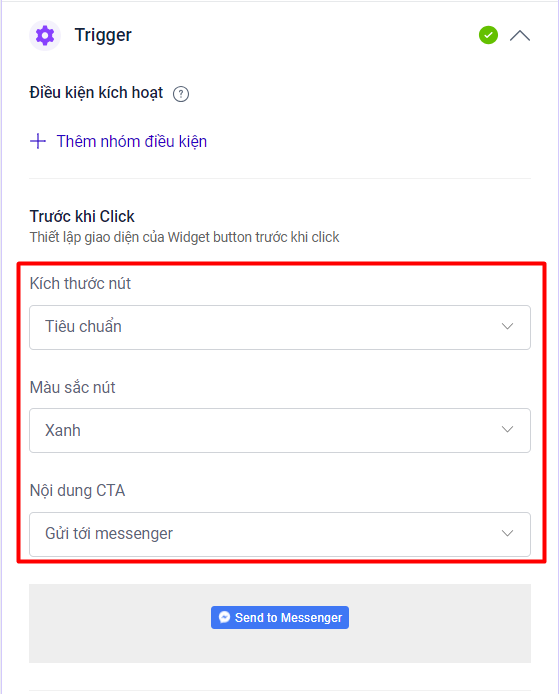 Trigger
Điều kiện kích hoạt ?
+ Thêm nhóm điều kiện
Trước khi Click
Thiết lập giao diện của Widget button trước khi click
Kích thước nút
Tiêu chuẩn
Màu sắc nút
Xanh
Nội dung CTA
Gửi tới messenger
Send to Messenger